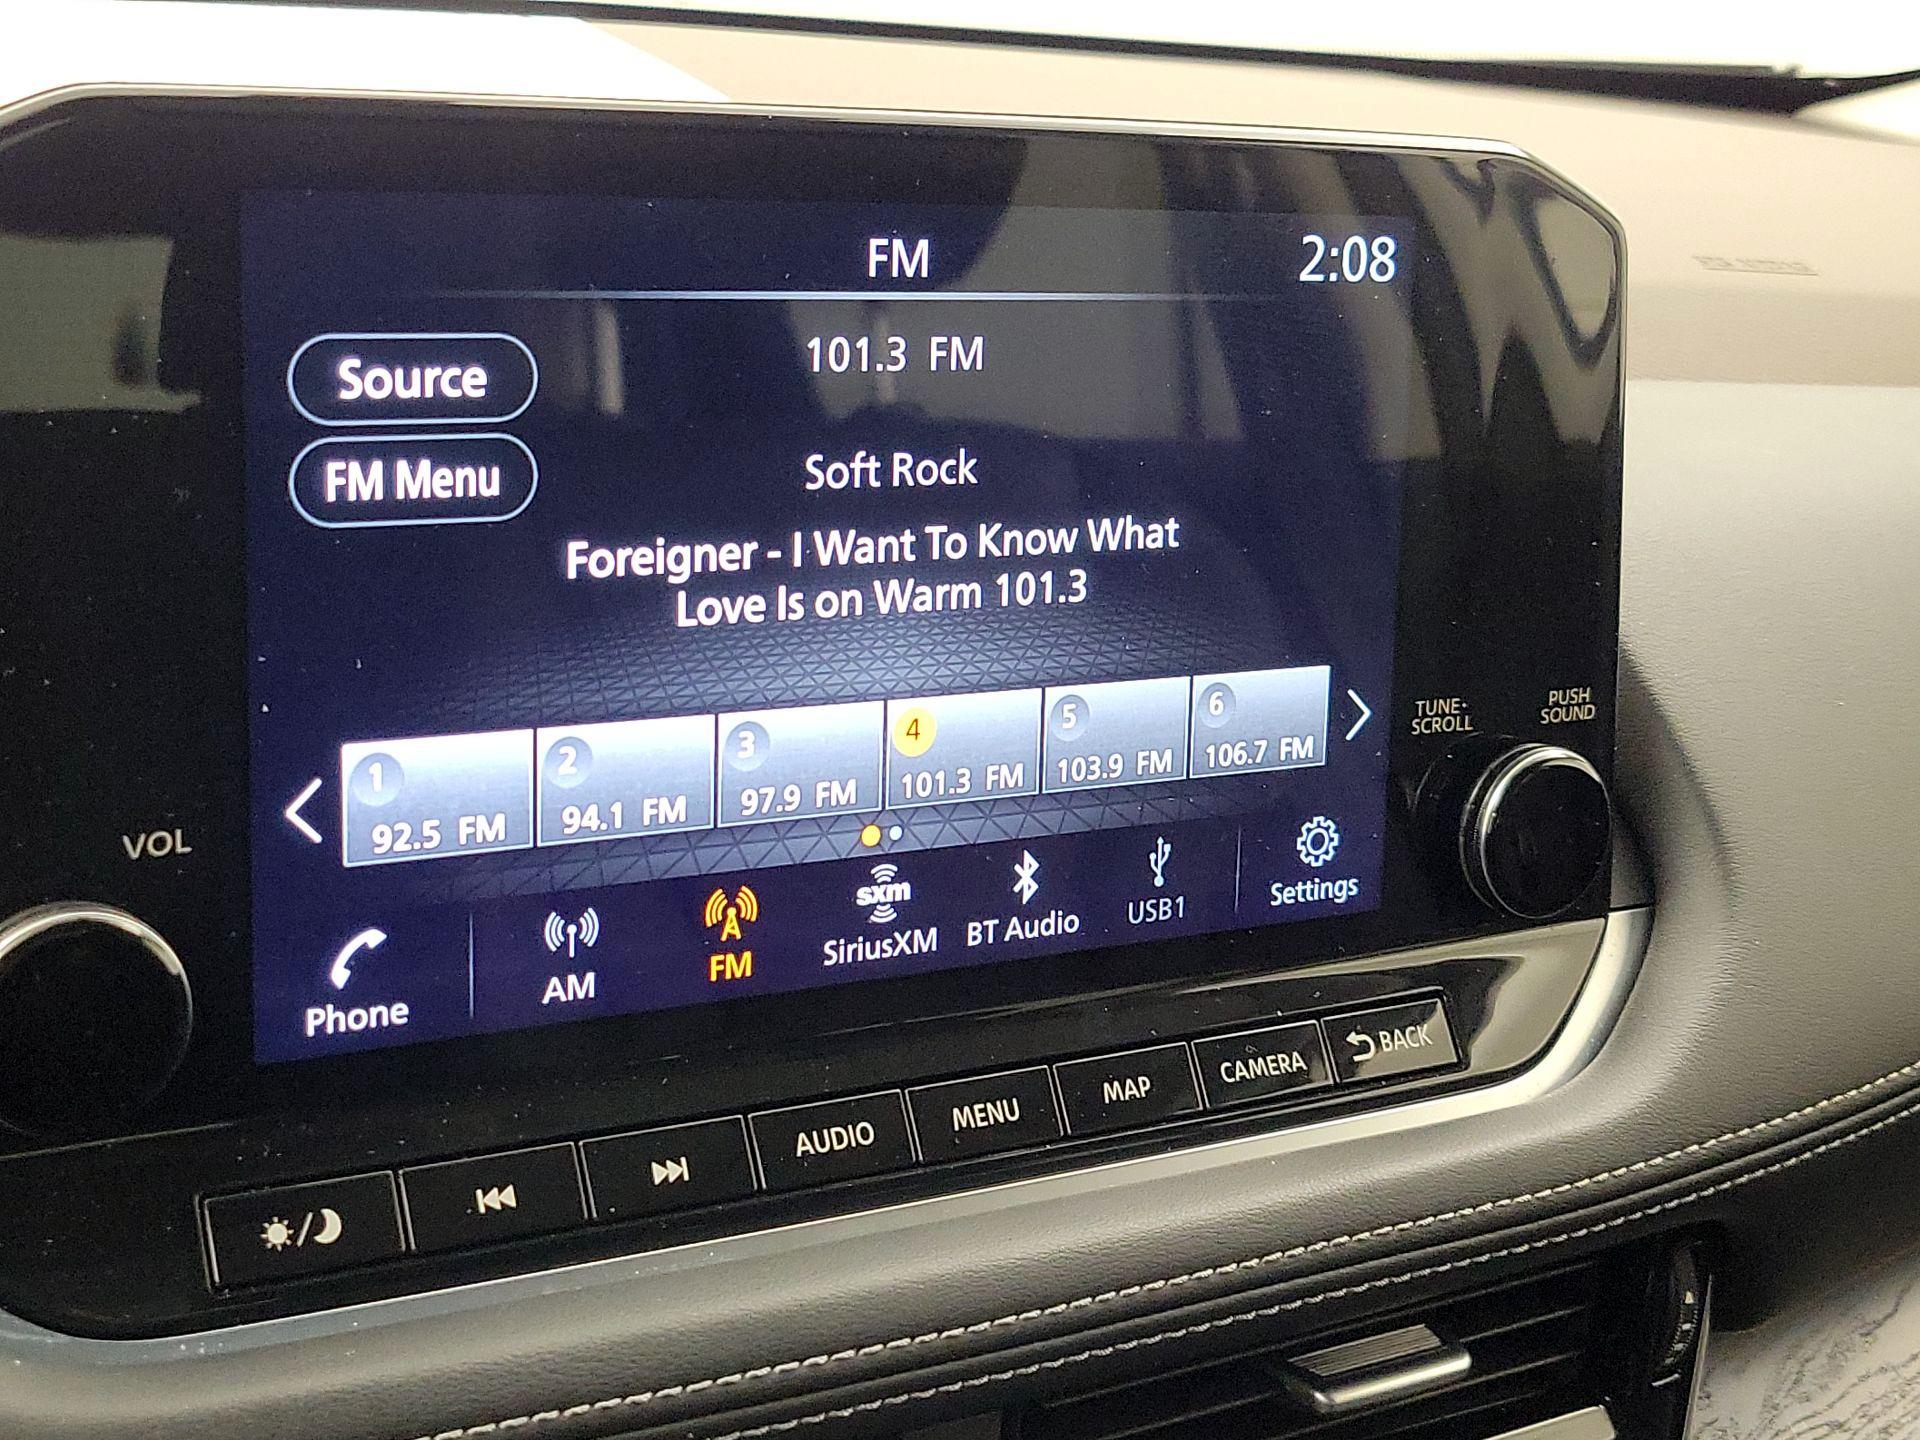 FM
2:08
101.3 FM
Source
FM Menu
Soft Rock
Foreigner - I Want To Know What
Love Is on Warm 101.3
1
92.5 FM
2
94.1 FM
3
97.9 FM
4
101.3 FM
5
103.9 FM
6
106.7 FM
TUNE·
SCROLL
PUSH
SOUND
VOL
Phone
AM
FM
sxm
SiriusXM
BT Audio
USB1
Settings
AUDIO
MENU
MAP
CAMERA
BACK